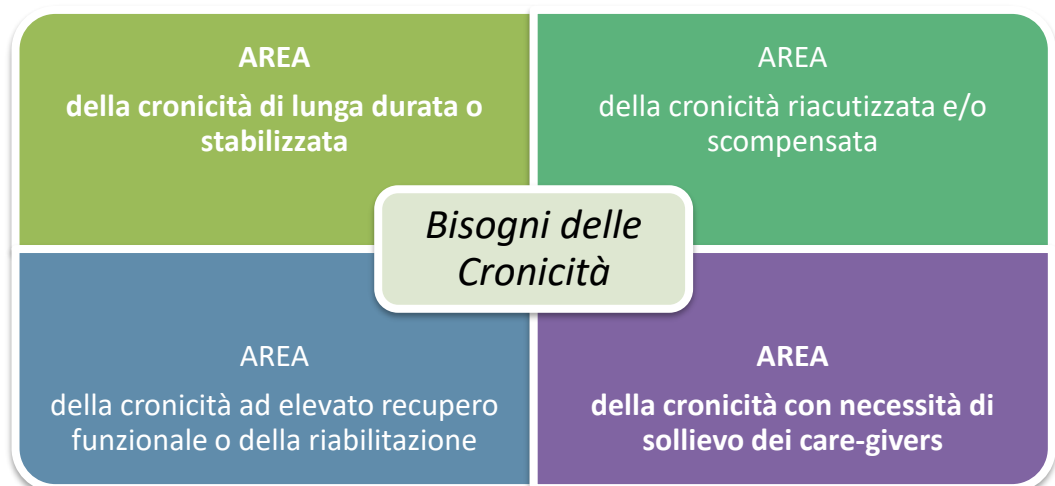 AREA
della cronicità di lunga durata o
stabilizzata
AREA
della cronicità riacutizzata e/o
scompensata
Bisogni delle
Cronicità
AREA
della cronicità ad elevato recupero
funzionale o della riabilitazione
AREA
della cronicità con necessità di
sollievo dei care-givers